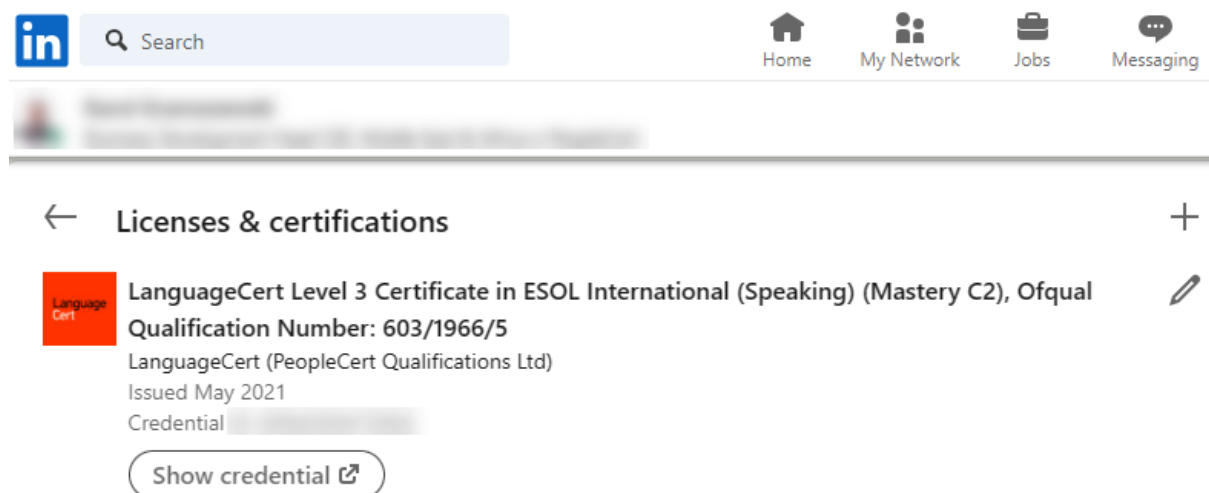 in
Search
Home
My Network
Jobs
Messaging
Licenses & certifications
Language
Cert
LanguageCert Level 3 Certificate in ESOL International (Speaking) (Mastery C2), Ofqual
Qualification Number: 603/1966/5
LanguageCert (PeopleCert Qualifications Ltd)
Issued May 2021
Credential
Show credential